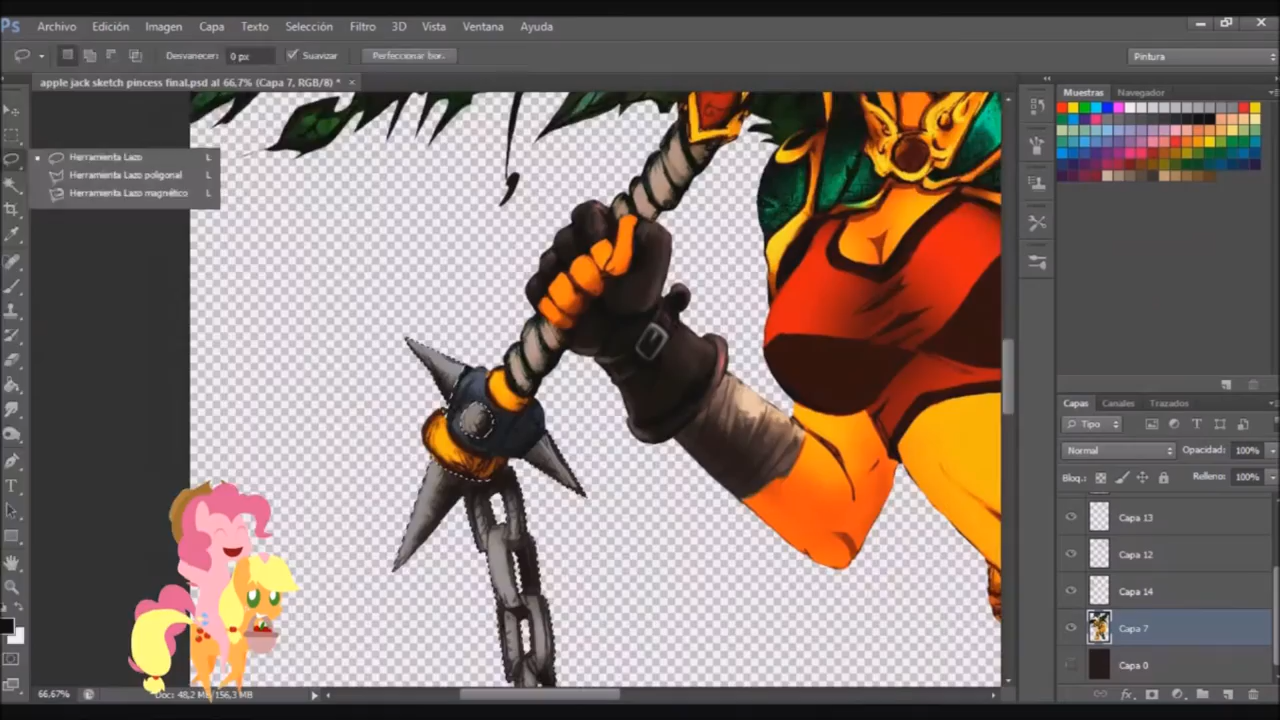 Ps Archivo Edición Imagen Capa Texto Selección Filtro 3D Vista Ventana Ayuda
Desvanecer: 0 px Suavizar Perfeccionar bor... Pintura
apple jack sketch pincess final.psd al 66,7% (Capa 7, RGB/8) * ×
Muestras Navegador
Herramienta Lazo L
Herramienta Lazo poligonal L
Herramienta Lazo magnético L
Capas Canales Trazados
Tipo
Normal Opacidad: 100%
Bloq.: Relleno: 100%
Capa 13
Capa 12
Capa 14
Capa 7
Capa 0
66,67% Doc: 48,2 MB/156,3 MB